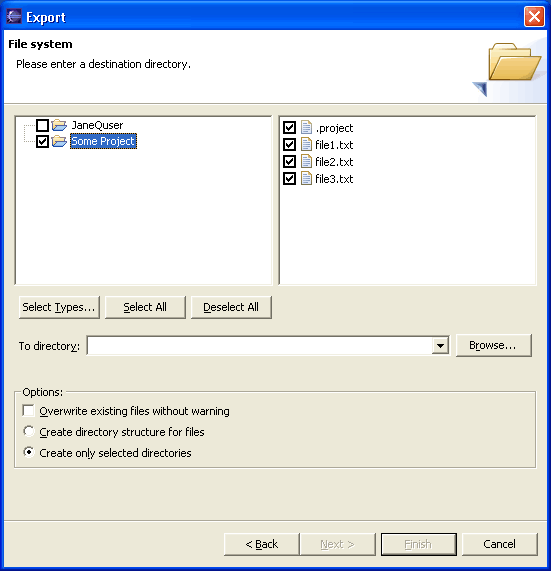 Export
File system
Please enter a destination directory.
JaneQuser
Some Project
.project
file1.txt
file2.txt
file3.txt
Select Types...
Select All
Deselect All
To directory:
Browse...
Options:
Overwrite existing files without warning
Create directory structure for files
Create only selected directories
< Back
Next >
Finish
Cancel